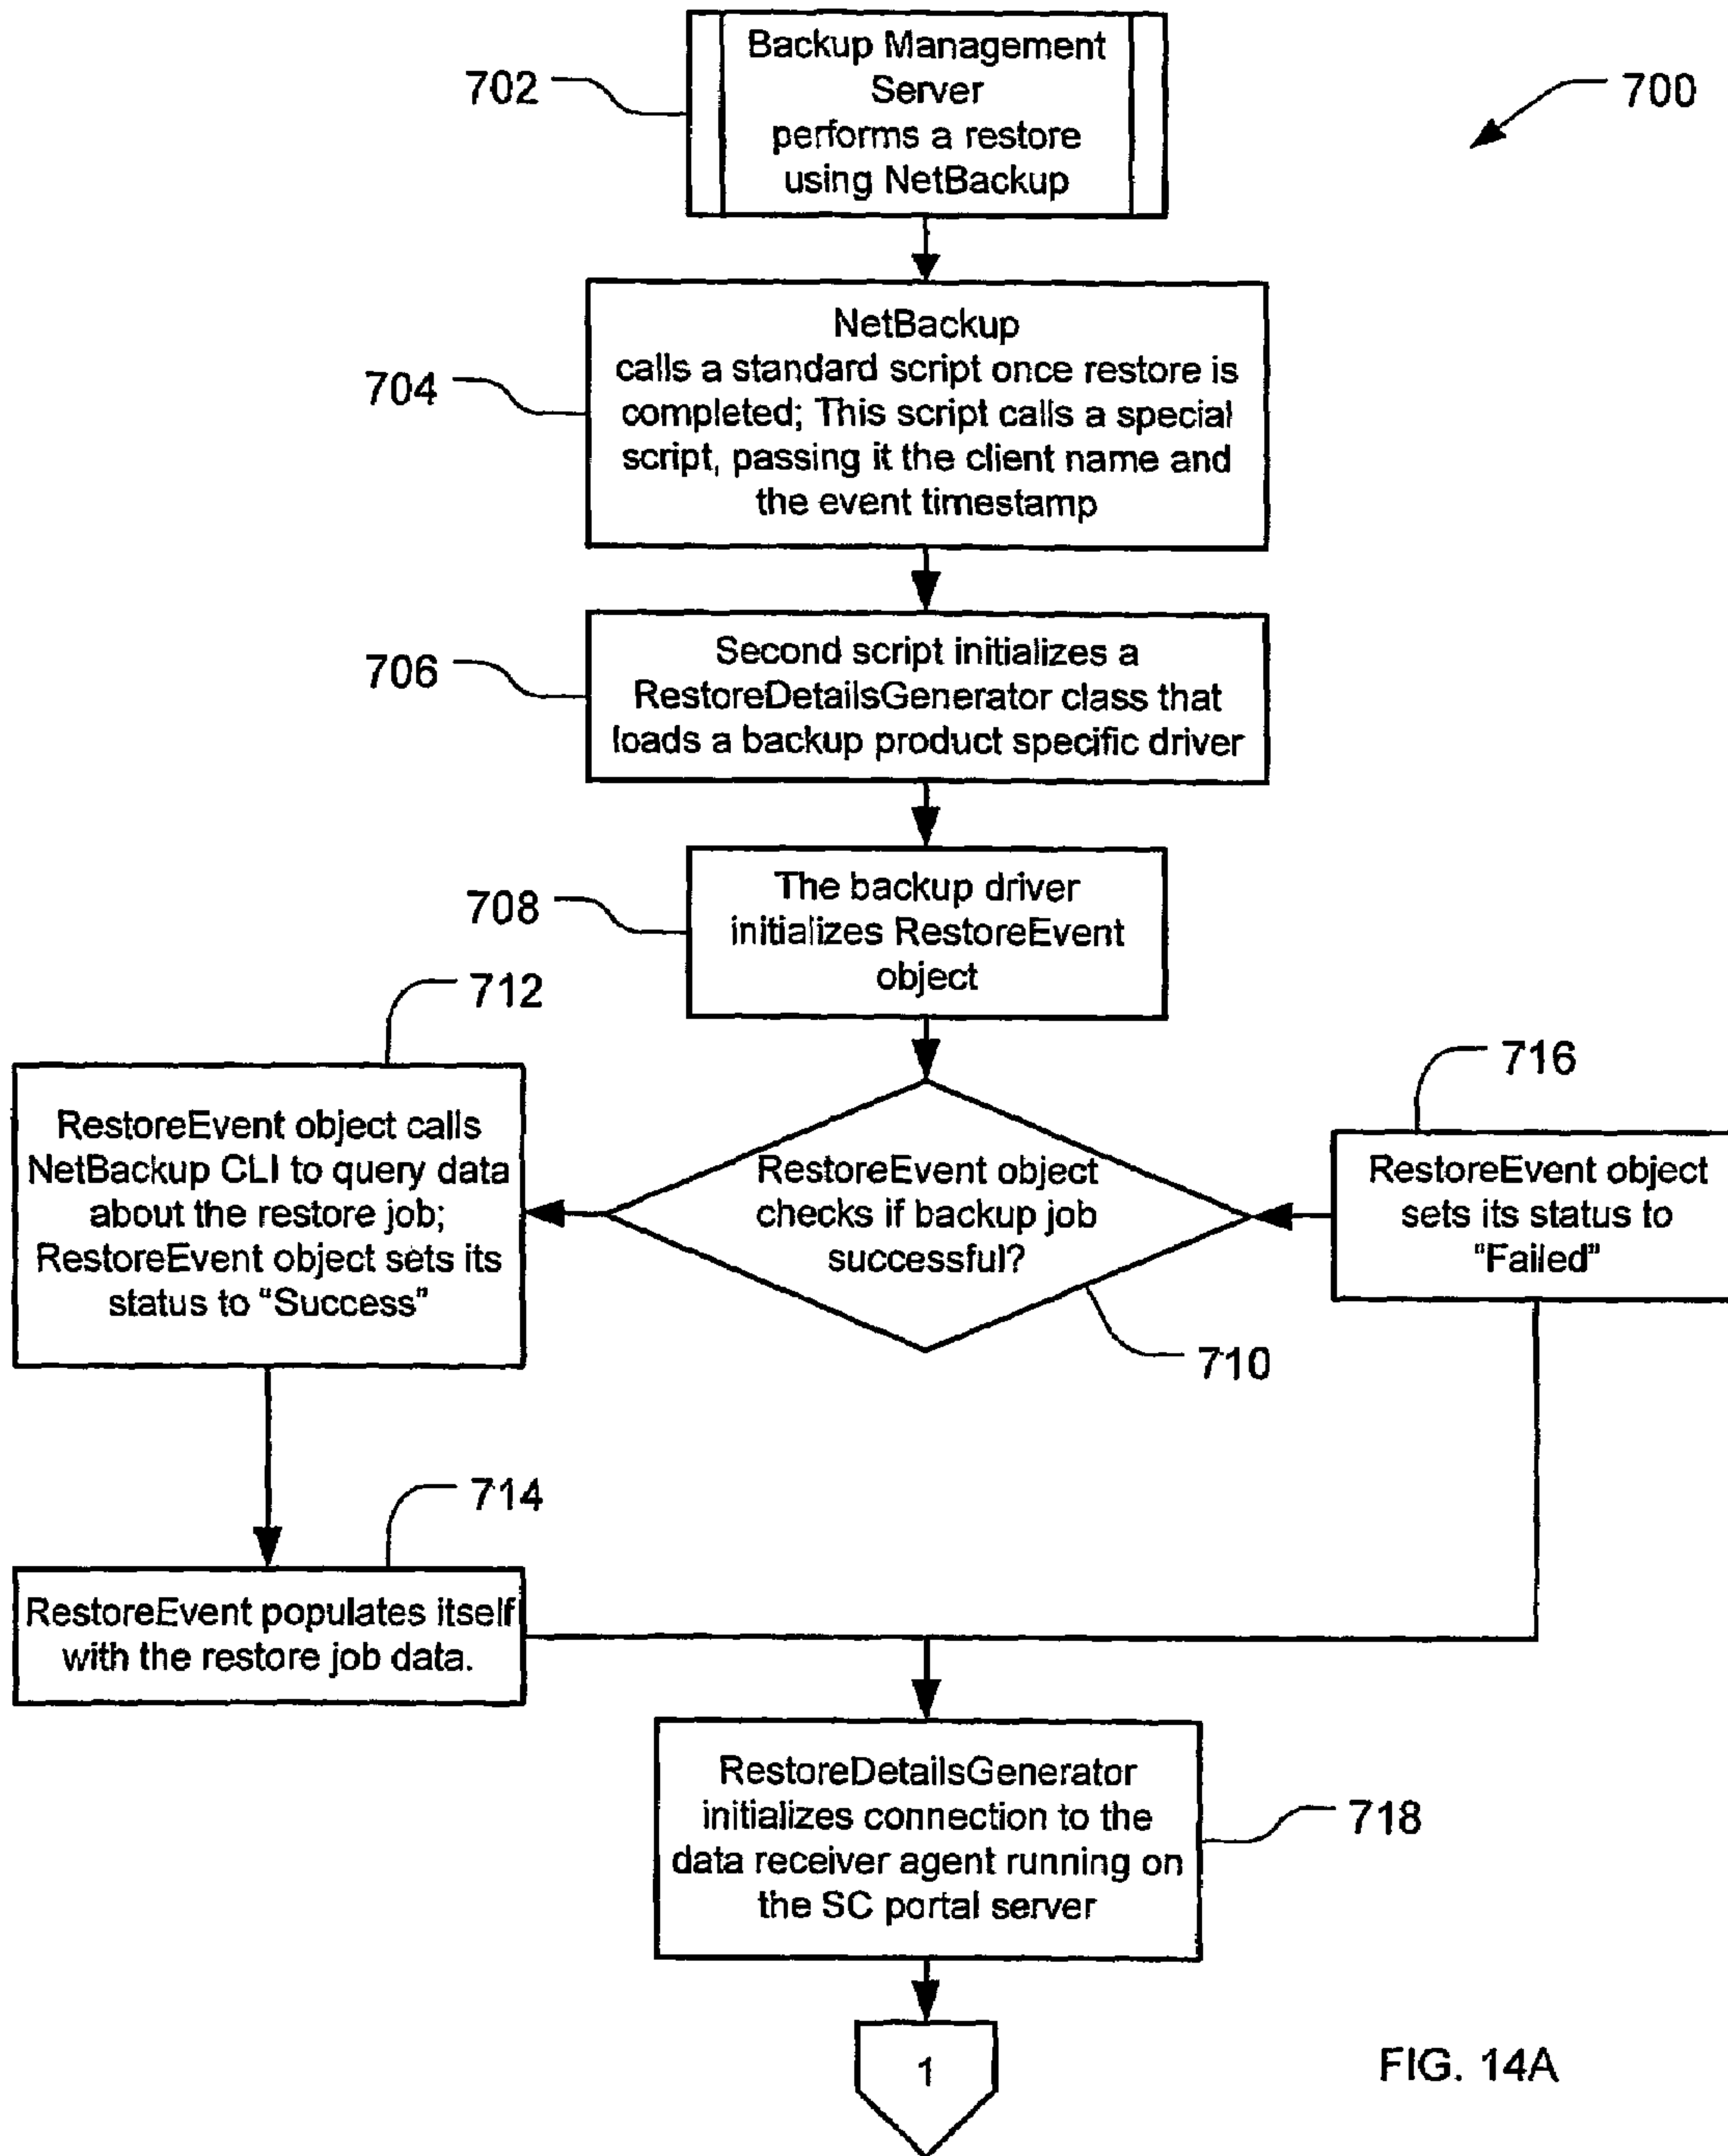 Backup Management
Server
performs a restore
using NetBackup
702
700
NetBackup
calls a standard script once restore is
completed; This script calls a special
script, passing it the client name and
the event timestamp
704
Second script initializes a
RestoreDetailsGenerator class that
loads a backup product specific driver
706
The backup driver
initializes RestoreEvent
object
708
712
716
RestoreEvent object calls
NetBackup CLI to query data
about the restore job;
RestoreEvent object sets its
status to "Success"
RestoreEvent object
checks if backup job
successful?
710
RestoreEvent object
sets its status to
"Failed"
714
RestoreEvent populates itself
with the restore job data.
RestoreDetailsGenerator
initializes connection to the
data receiver agent running on
the SC portal server
718
1
FIG. 14A